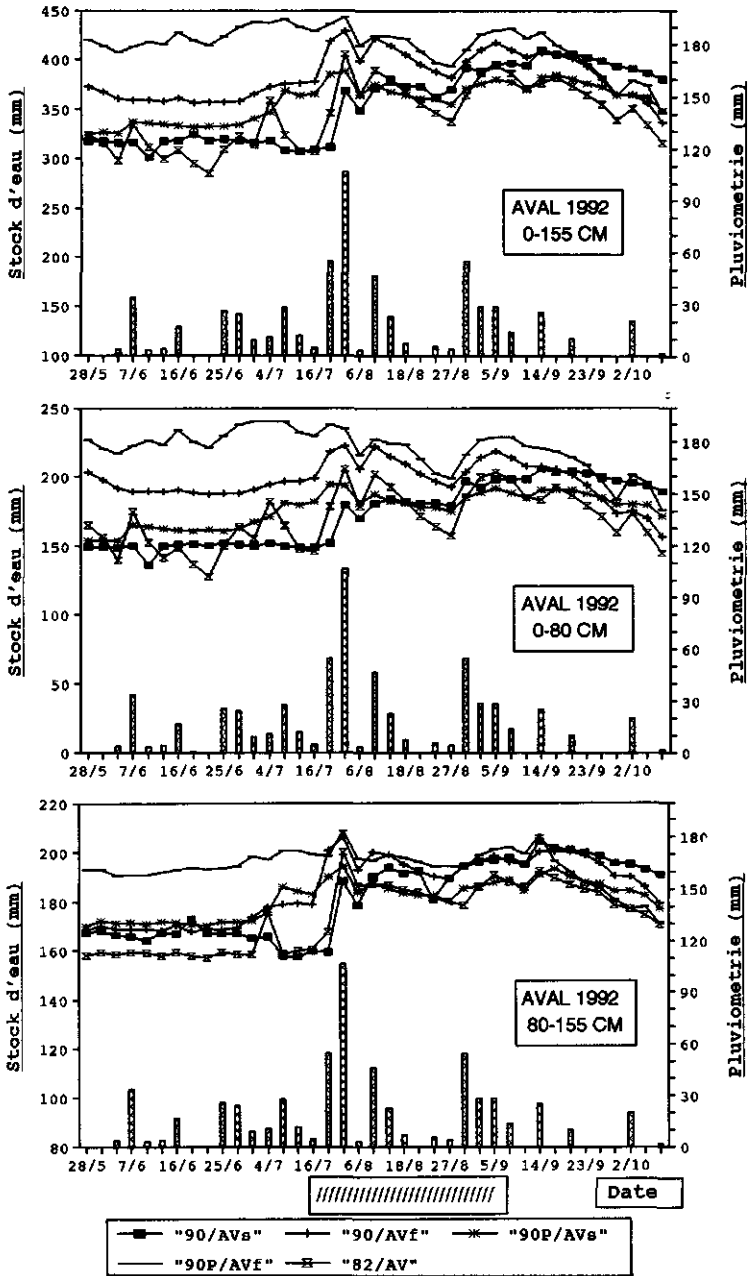 Stock d'eau (mm)
450
400
350
300
250
200
150
100
180
150
120
90
60
30
0
Pluviometrie (mm)
AVAL 1992
0-155 CM
28/5 7/6 16/6 25/6 4/7 16/7 6/8 18/8 27/8 5/9 14/9 23/9 2/10
Stock d'eau (mm)
250
200
150
100
50
0
180
150
120
90
60
30
0
Pluviometrie (mm)
AVAL 1992
0-80 CM
28/5 7/6 16/6 25/6 4/7 16/7 6/8 18/8 27/8 5/9 14/9 23/9 2/10
Stock d'eau (mm)
220
200
180
160
140
120
100
80
180
150
120
90
60
30
0
Pluviometrie (mm)
AVAL 1992
80-155 CM
28/5 7/6 16/6 25/6 4/7 16/7 6/8 18/8 27/8 5/9 14/9 23/9 2/10
Date
"90/AVs" "90/AVf" "90P/AVs"
"90P/AVf" "82/AV"